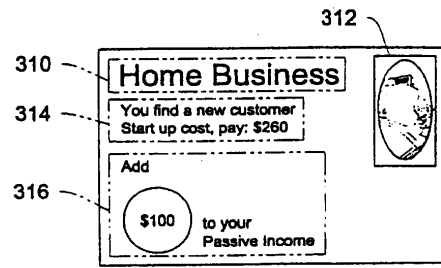 312
310
Home Business
314
You find a new customer
Start up cost, pay: $260
316
Add
$100
to your
Passive Income